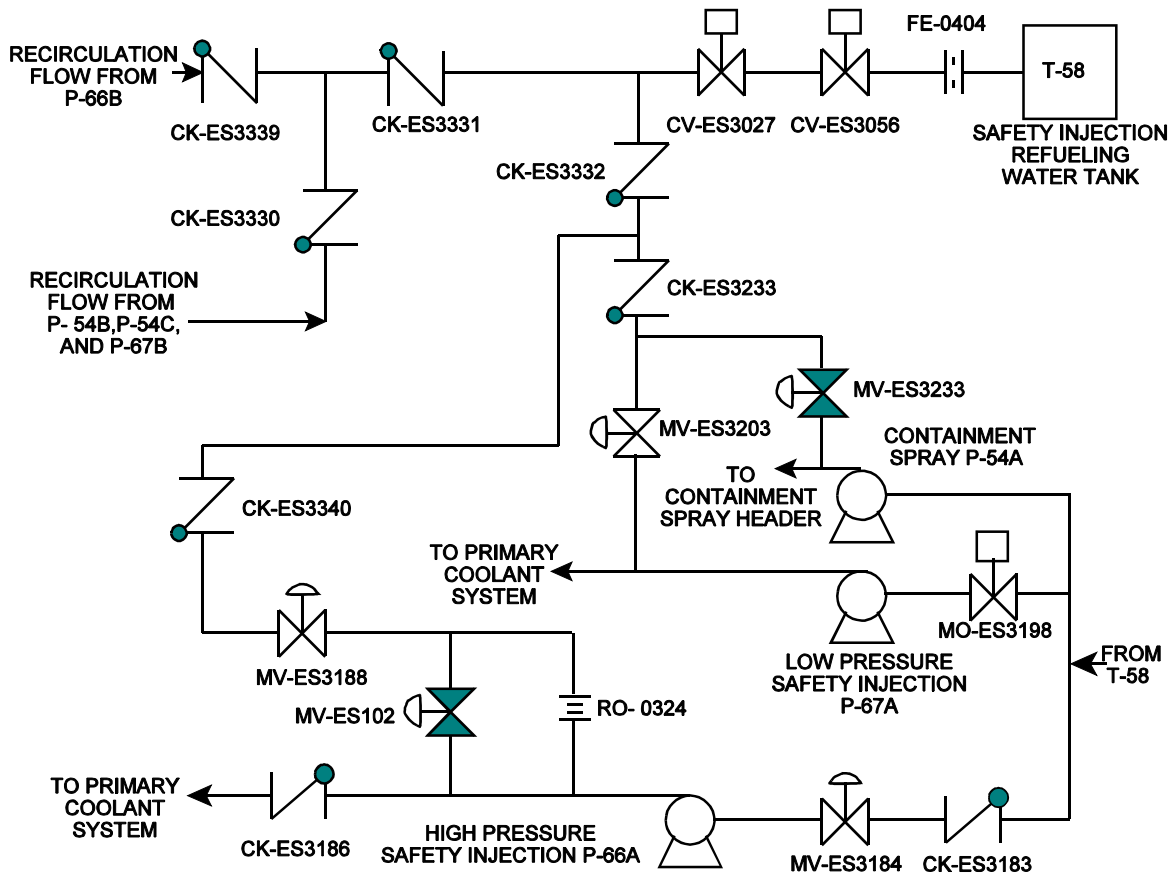 FE-0404
RECIRCULATION
FLOW FROM
P-66B
T-58
CK-ES3339
CK-ES3331
CV-ES3027
CV-ES3056
SAFETY INJECTION
REFUELING
WATER TANK
CK-ES3332
CK-ES3330
RECIRCULATION
FLOW FROM
P- 54B,P-54C,
AND P-67B
CK-ES3233
MV-ES3233
MV-ES3203
CONTAINMENT
SPRAY P-54A
TO
CONTAINMENT
SPRAY HEADER
CK-ES3340
TO PRIMARY
COOLANT
SYSTEM
MO-ES3198
MV-ES3188
LOW PRESSURE
SAFETY INJECTION
P-67A
FROM
T-58
MV-ES102
RO- 0324
TO PRIMARY
COOLANT
SYSTEM
CK-ES3186
HIGH PRESSURE
SAFETY INJECTION P-66A
MV-ES3184
CK-ES3183